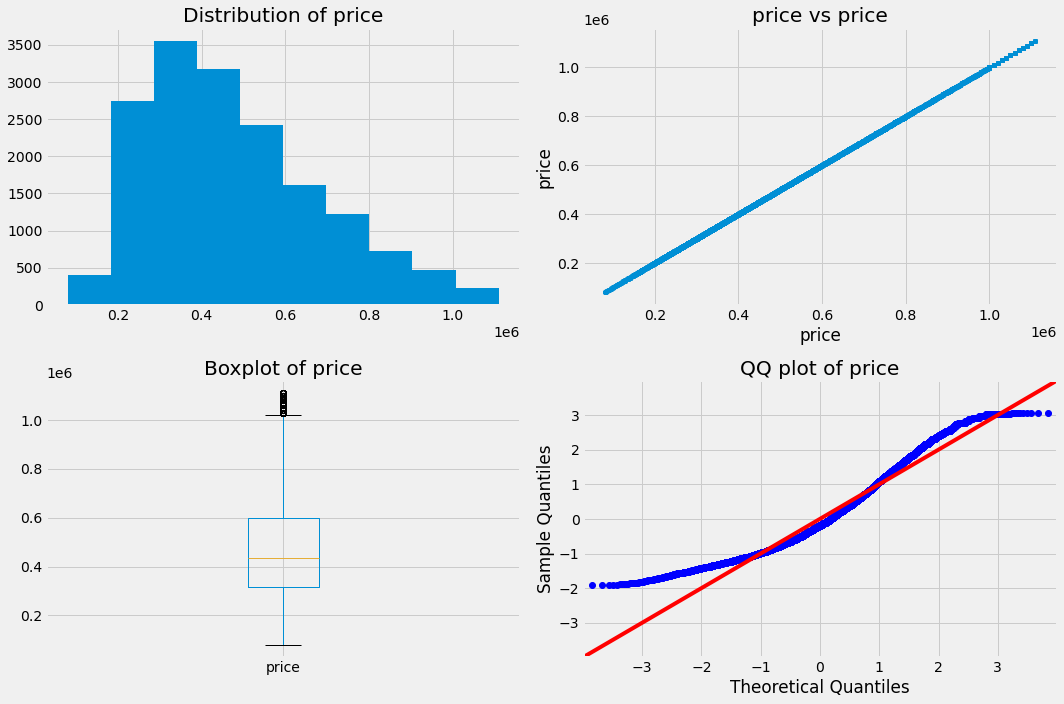 Distribution of price
3500
3000
2500
2000
1500
1000
500
0
0.2 0.4 0.6 0.8 1.0
1e6
price vs price
1e6
1.0
0.8
0.6
0.4
0.2
price
0.2 0.4 0.6 0.8 1.0
1e6
price
Boxplot of price
1e6
1.0
0.8
0.6
0.4
0.2
price
QQ plot of price
3
2
1
0
−1
−2
−3
Sample Quantiles
−3 −2 −1 0 1 2 3
Theoretical Quantiles